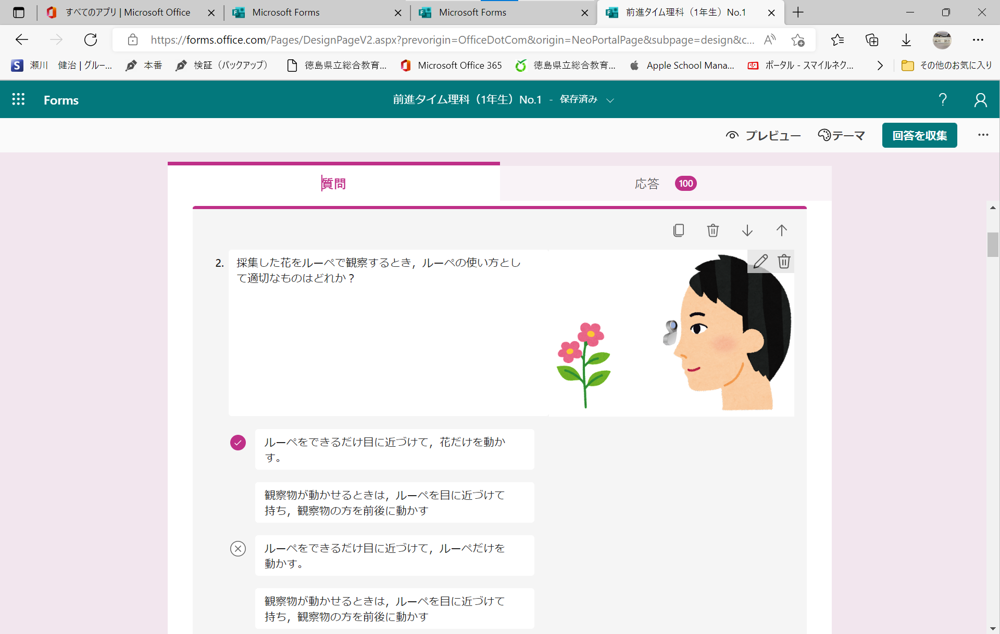 すべてのアプリ | Microsoft Office
Microsoft Forms
Microsoft Forms
前進タイム理科（1年生）No.1
https://forms.office.com/Pages/DesignPageV2.aspx?prevorigin=OfficeDotCom&origin=NeoPortalPage&subpage=design&c...
S 瀬川　健治 | グルー...
本番
検証（バックアップ）
徳島県立総合教育...
Microsoft Office 365
徳島県立総合教育...
Apple School Mana...
ポータル - スマイルネク...
その他のお気に入り
Forms
前進タイム理科（1年生）No.1 - 保存済み
?
プレビュー
テーマ
回答を収集
質問
応答 100
2. 採集した花をルーペで観察するとき，ルーペの使い方とし
て適切なものはどれか？
ルーペをできるだけ目に近づけて，花だけを動か
す。
観察物が動かせるときは，ルーペを目に近づけて
持ち，観察物の方を前後に動かす
ルーペをできるだけ目に近づけて，ルーペだけを
動かす。
観察物が動かせるときは，ルーペを目に近づけて
持ち，観察物の方を前後に動かす